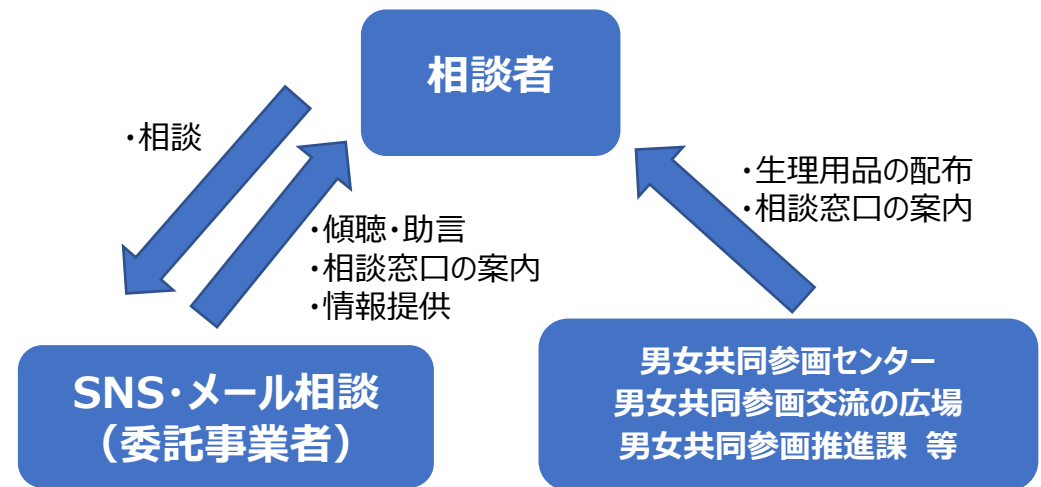 相談者
・相談
・傾聴・助言
・相談窓口の案内
・情報提供
・生理用品の配布
・相談窓口の案内
SNS・メール相談
（委託事業者）
男女共同参画センター
男女共同参画交流の広場
男女共同参画推進課 等